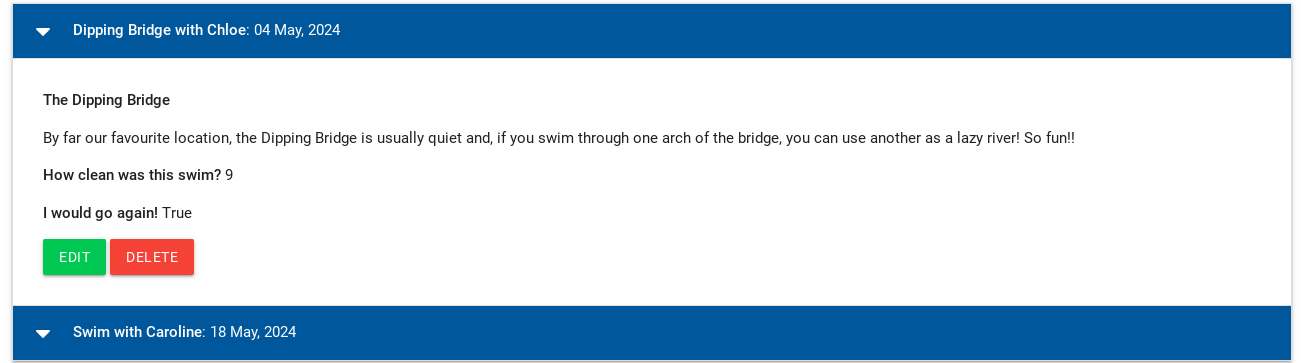 Dipping Bridge with Chloe: 04 May, 2024
The Dipping Bridge
By far our favourite location, the Dipping Bridge is usually quiet and, if you swim through one arch of the bridge, you can use another as a lazy river! So fun!!
How clean was this swim? 9
I would go again! True
EDIT DELETE
Swim with Caroline: 18 May, 2024